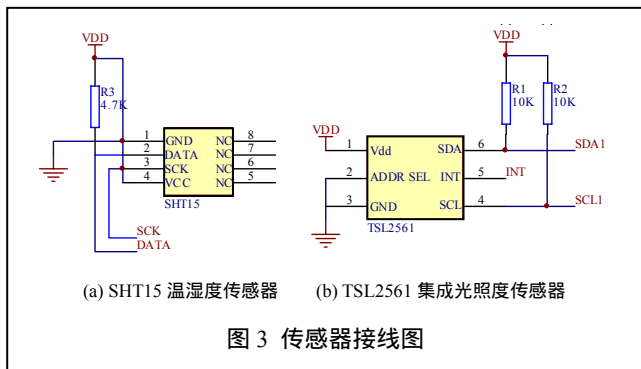 VDD
R3
4.7K
1 GND NC 8
2 DATA NC 7
3 SCK NC 6
4 VCC NC 5
SHT15
SCK
DATA
VDD
R1 R2
10K 10K
VDD
1 Vdd SDA 6 SDA1
2 ADDR SEL INT 5 INT
3 GND SCL 4 SCL1
TSL2561
(a) SHT15 温湿度传感器 (b) TSL2561 集成光照度传感器
图 3 传感器接线图